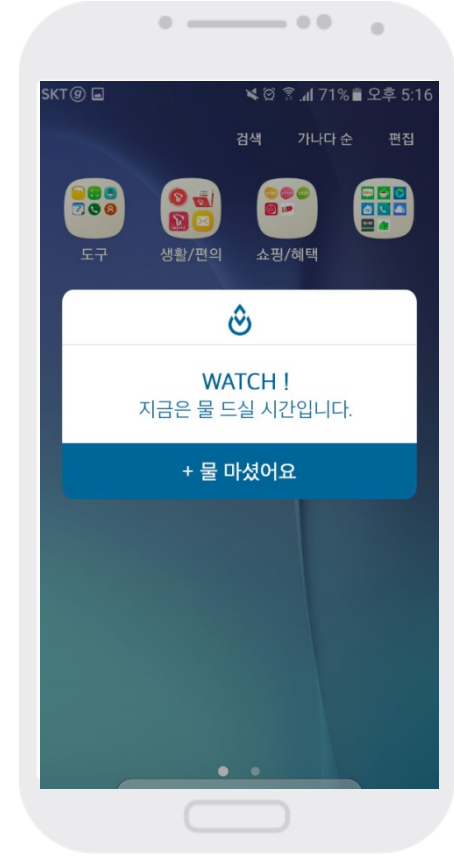 SKT 71% 오후 5:16
검색 가나다 순 편집
도구 생활/편의 쇼핑/혜택
WATCH !
지금은 물 드실 시간입니다.
+ 물 마셨어요